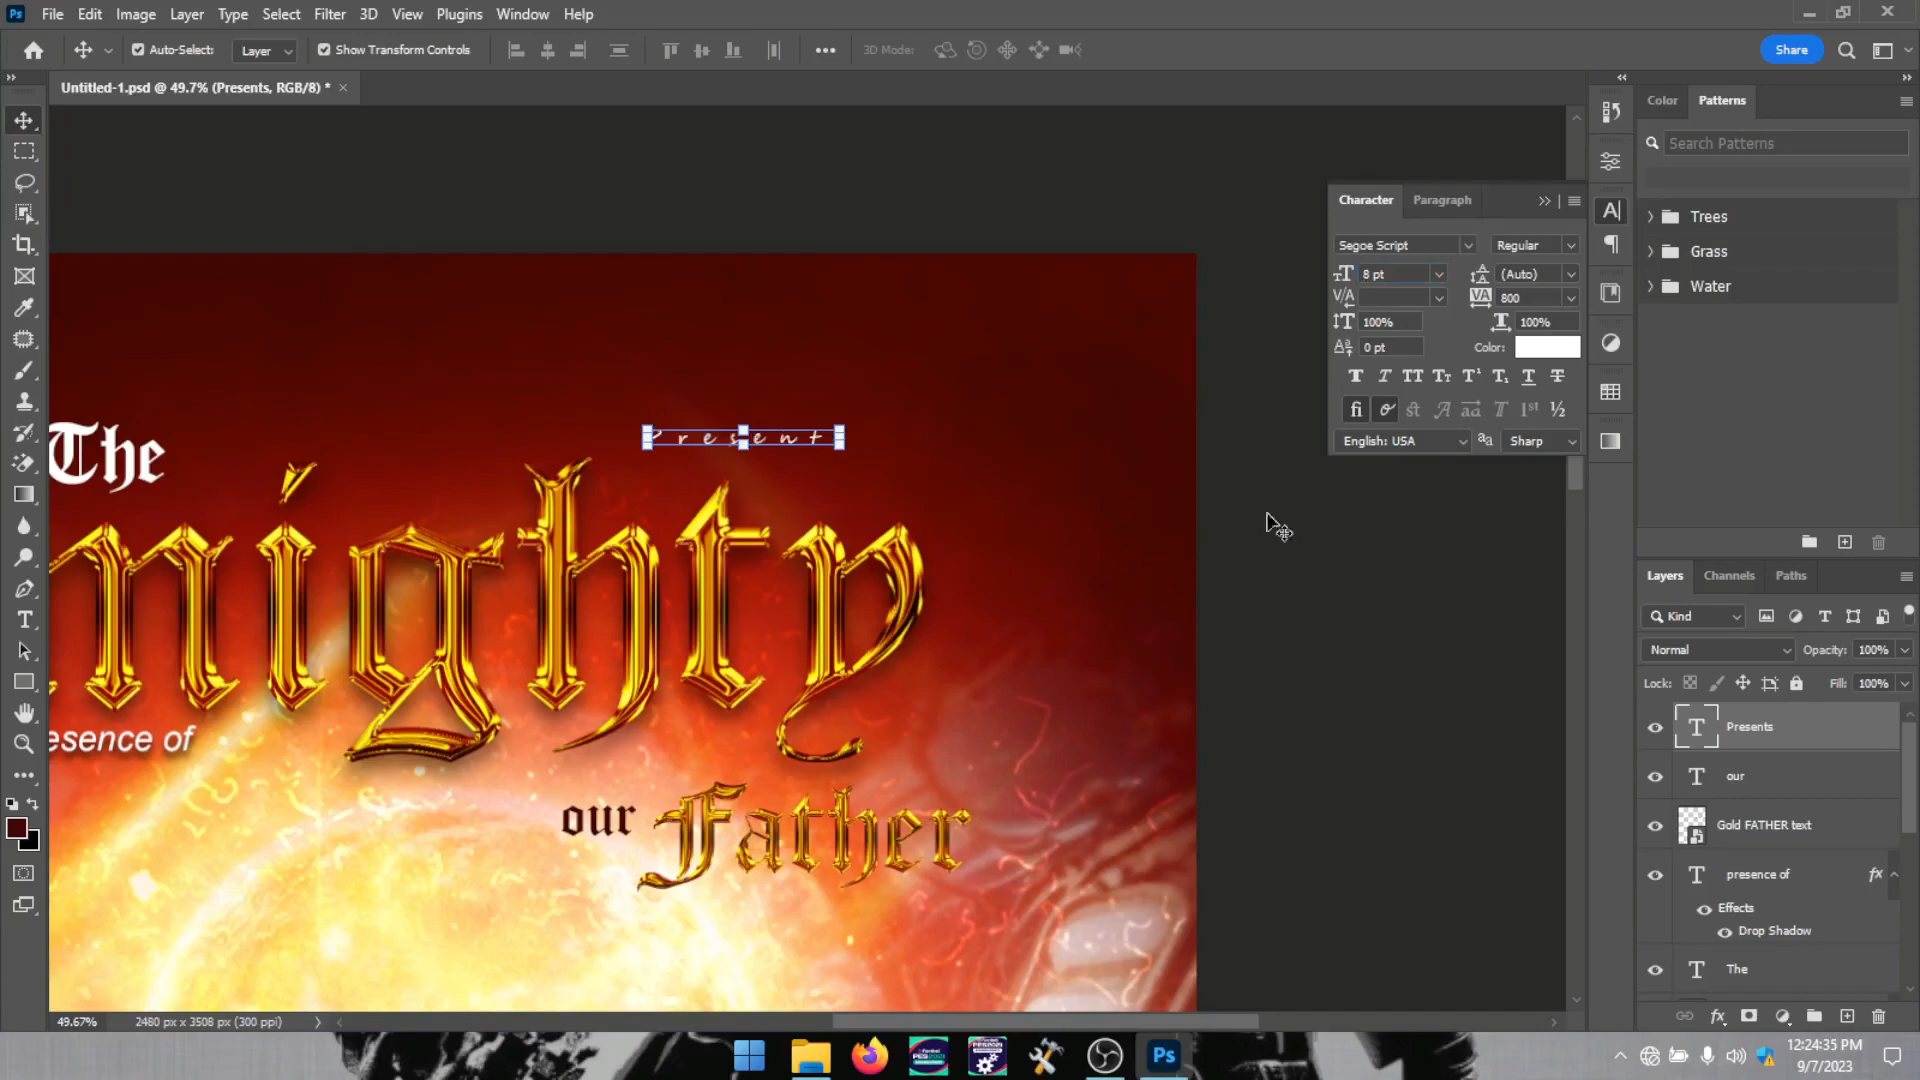 Ps File Edit Image Layer Type Select Filter 3D View Plugins Window Help
Auto-Select: Layer Show Transform Controls 3D Mode: Share
Untitled-1.psd @ 49.7% (Presents, RGB/8) *
Color Patterns
Search Patterns
Trees
Grass
Water
Character Paragraph
Segoe Script Regular
8 pt (Auto)
800
100% 100%
0 pt Color:
English: USA Sharp
Present
The
mighty
esence of
our Father
Layers Channels Paths
Kind
Normal Opacity: 100%
Lock: Fill: 100%
Presents
our
Gold FATHER text
presence of fx
Effects
Drop Shadow
The
49.67% 2480 px x 3508 px (300 ppi)
12:24:35 PM
9/7/2023